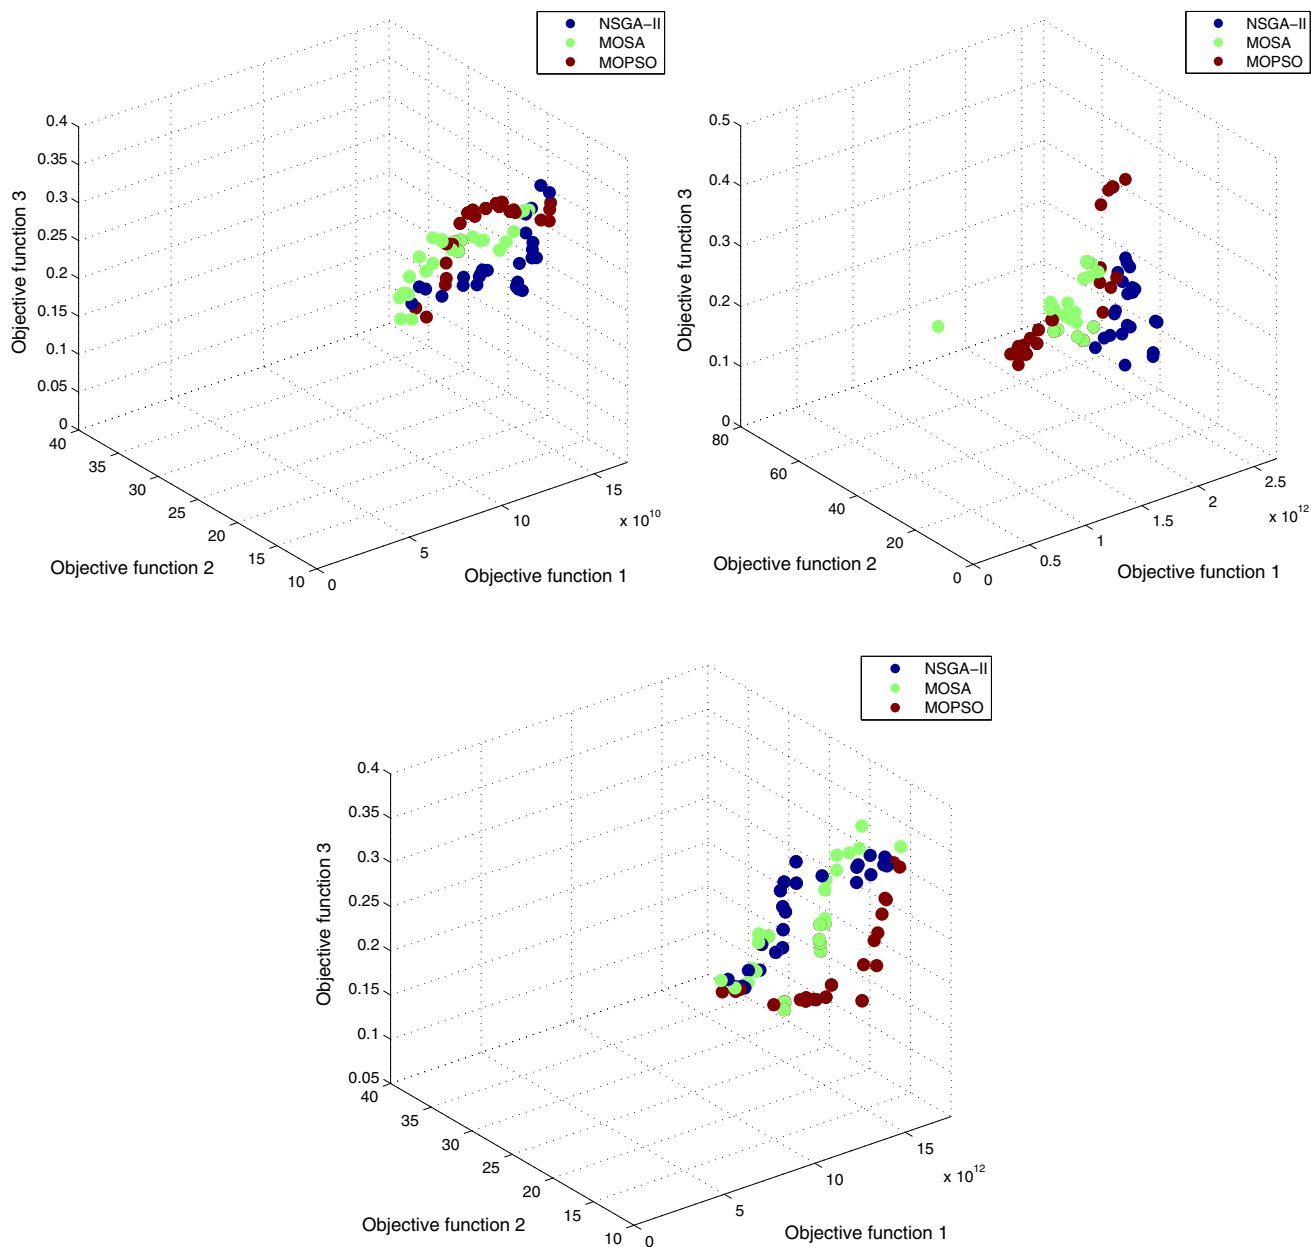 NSGA−II
MOSA
MOPSO
0.4
0.35
0.3
0.25
0.2
0.15
0.1
0.05
0
Objective function 3
40
35
30
25
20
15
10
Objective function 2
0
5
10
15
x 10^10
Objective function 1
NSGA−II
MOSA
MOPSO
0.5
0.4
0.3
0.2
0.1
0
Objective function 3
80
60
40
20
0
Objective function 2
0
0.5
1
1.5
2
2.5
x 10^12
Objective function 1
NSGA−II
MOSA
MOPSO
0.4
0.35
0.3
0.25
0.2
0.15
0.1
0.05
Objective function 3
40
35
30
25
20
15
10
Objective function 2
0
5
10
15
x 10^12
Objective function 1